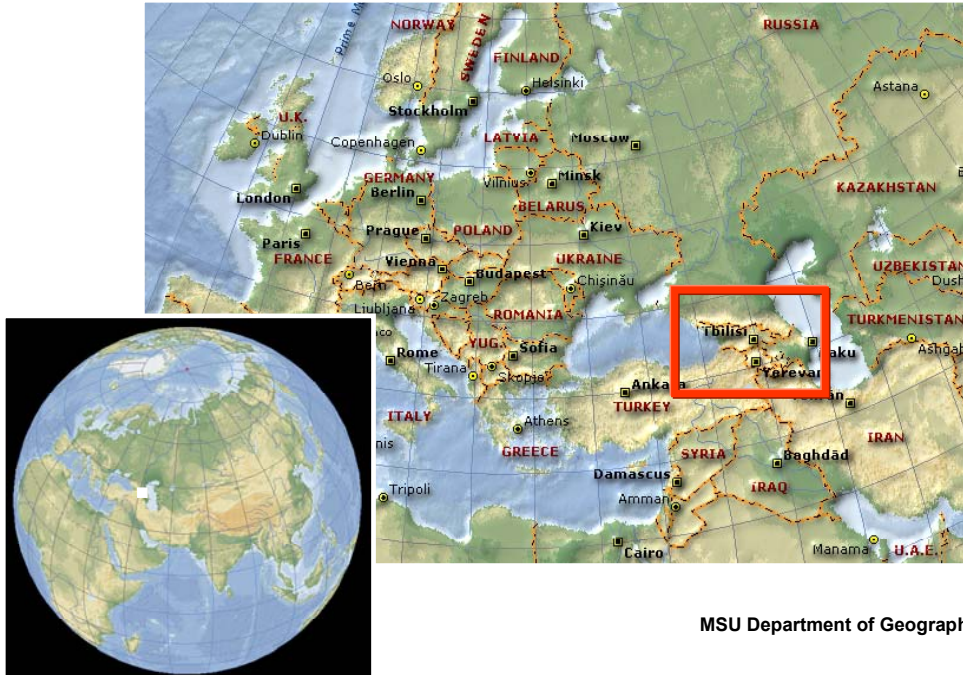 NORWAY
SWEDEN
FINLAND
RUSSIA
Prime M
Oslo
Helsinki
Astana
Stockholm
U.K.
Dublin
LATVIA
Moscow
Copenhagen
GERMANY
Vilnius
Minsk
London
Berlin
BELARUS
KAZAKHSTAN
Paris
Prague
POLAND
Kiev
FRANCE
Vienna
UKRAINE
UZBEKISTAN
Bern
Budapest
Chişinău
Dush
Ljubljana
Zagreb
ROMANIA
TURKMENISTAN
Tbilisi
YUG.
Sofia
Rome
Baku
Ashgab
Tirana
Skopje
Yerevan
Ankara
ITALY
TURKEY
Athens
GREECE
SYRIA
Baghdād
IRAN
Damascus
IRAQ
Tripoli
Amman
Cairo
Manama
U.A.E.
MSU Department of Geograph